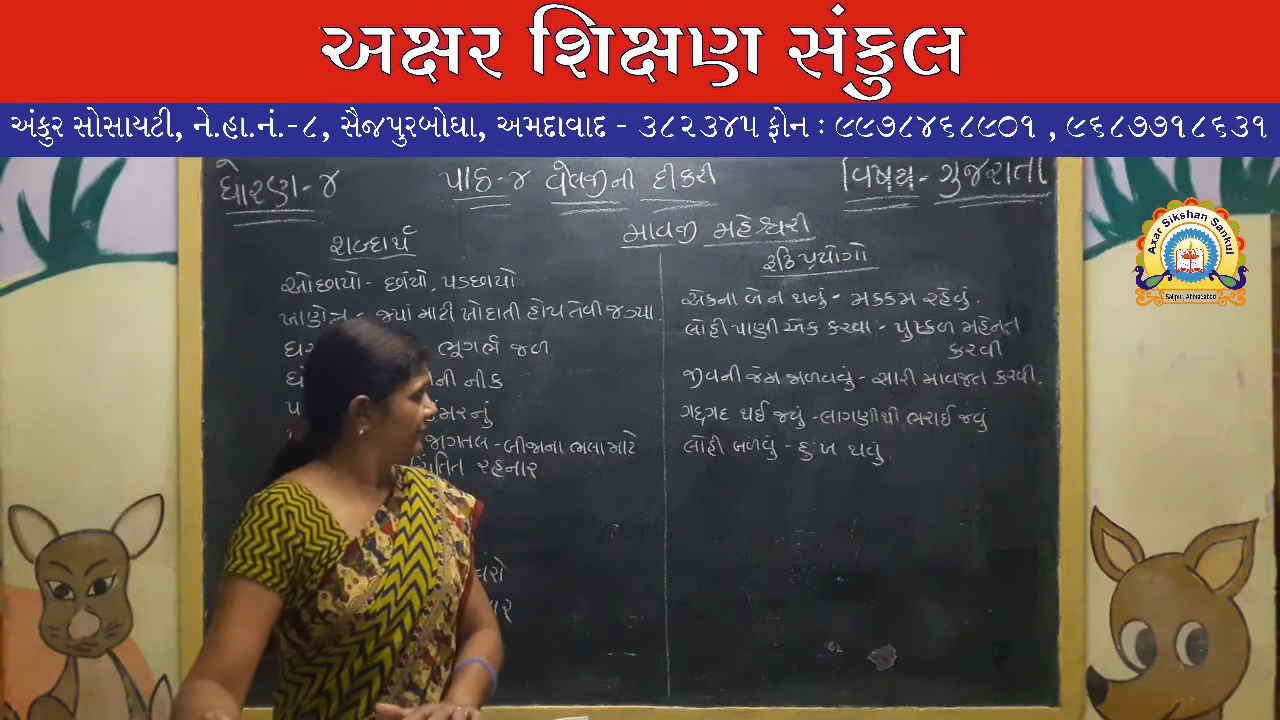 અક્ષર શિક્ષણ સંકુલ
અંકુર સોસાયટી, ને.હા.નં.-૮, સૈજપુરબોઘા, અમદાવાદ - ૩૮૨૩૪૫ ફોન : ૯૯૭૮૪૬૮૯૦૧ , ૯૬૮૭૭૧૮૬૩૧
ધોરણ-૪
પાઠ-૪ વેલજીની દીકરી
વિષય- ગુજરાતી
માવજી મહેશ્વરી
શબ્દાર્થ
ઓછાયો- છાંયો, પડછાયો
જ્યાં માટી ખોદાતી હોય તેવી જગ્યા.
ભૂગર્ભ જળ
ની નીક
ઉંમરનું
જાગતલ -બીજાના ભલા માટે
ચિંતિત રહેનાર
રૂઢિપ્રયોગો
એકના બે ન થવું- મક્કમ રહેવું.
લોહી પાણી એક કરવા - પુષ્કળ મહેનત
કરવી
જીવની જેમ જાળવવું- સારી માવજત કરવી.
ગદ્ગદ થઈ જવું -લાગણીથી ભરાઈ જવું
લોહી બળવું - દુઃખ થવું
Axar Sikshan Sankul
Saijpur, Ahmedabad